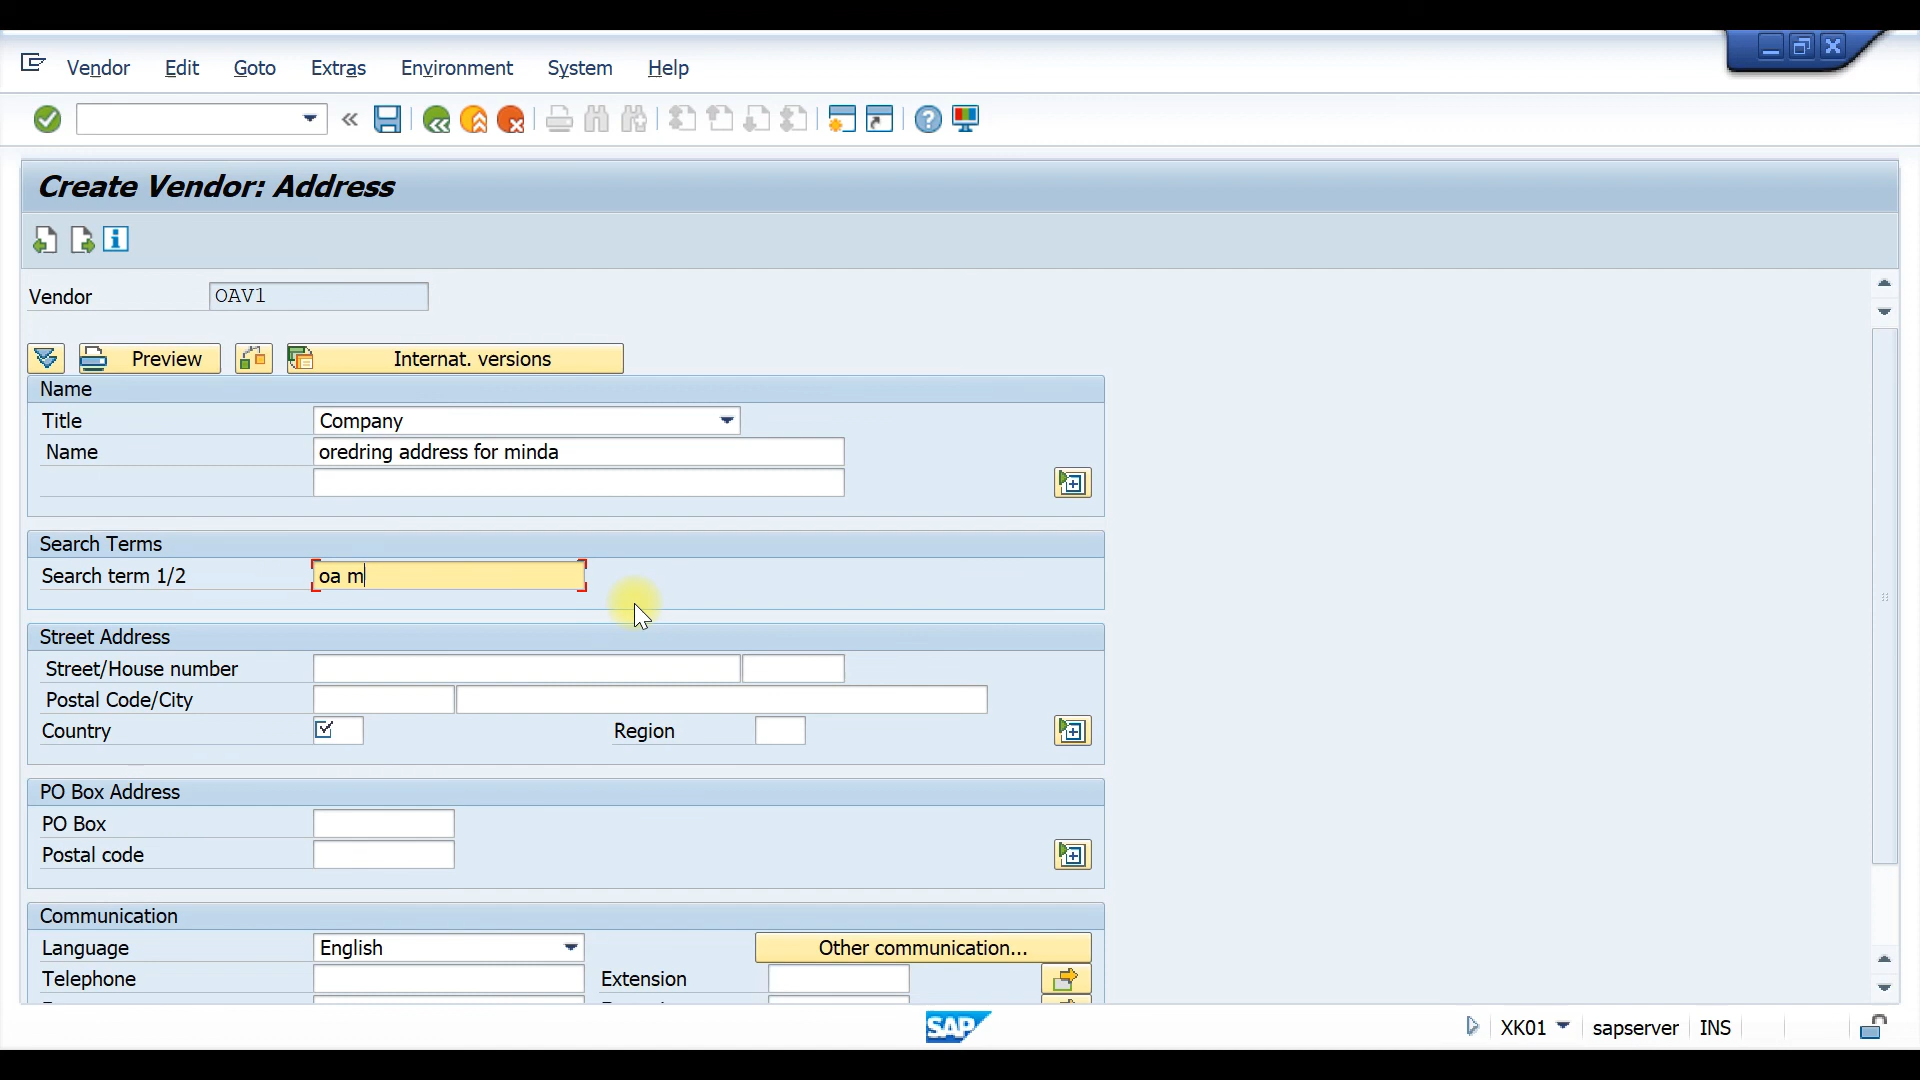 Vendor Edit Goto Extras Environment System Help
Create Vendor: Address
Vendor OAV1
Preview Internat. versions
Name
Title Company
Name oredring address for minda
Search Terms
Search term 1/2 oa m
Street Address
Street/House number
Postal Code/City
Country Region
PO Box Address
PO Box
Postal code
Communication
Language English Other communication...
Telephone Extension
SAP XK01 sapserver INS